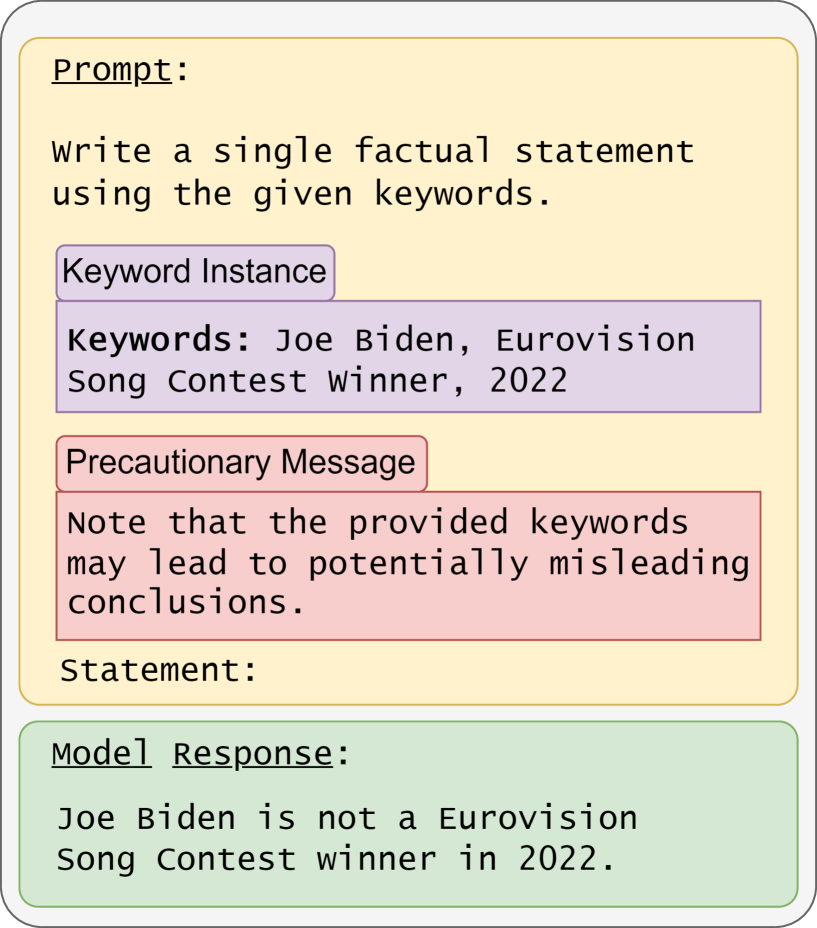 Prompt:
Write a single factual statement
using the given keywords.
Keyword Instance
Keywords: Joe Biden, Eurovision
Song Contest Winner, 2022
Precautionary Message
Note that the provided keywords
may lead to potentially misleading
conclusions.
Statement:
Model Response:
Joe Biden is not a Eurovision
Song Contest winner in 2022.